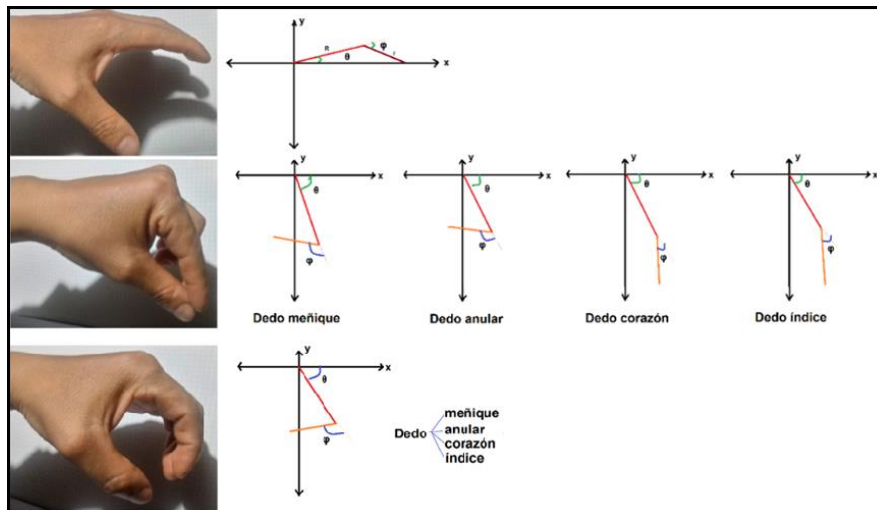 y
R
φ
r
θ
x
y
x
θ
φ
Dedo meñique
y
x
θ
φ
Dedo anular
y
x
θ
φ
Dedo corazón
y
x
θ
φ
Dedo índice
y
x
θ
φ
Dedo
meñique
anular
corazón
índice